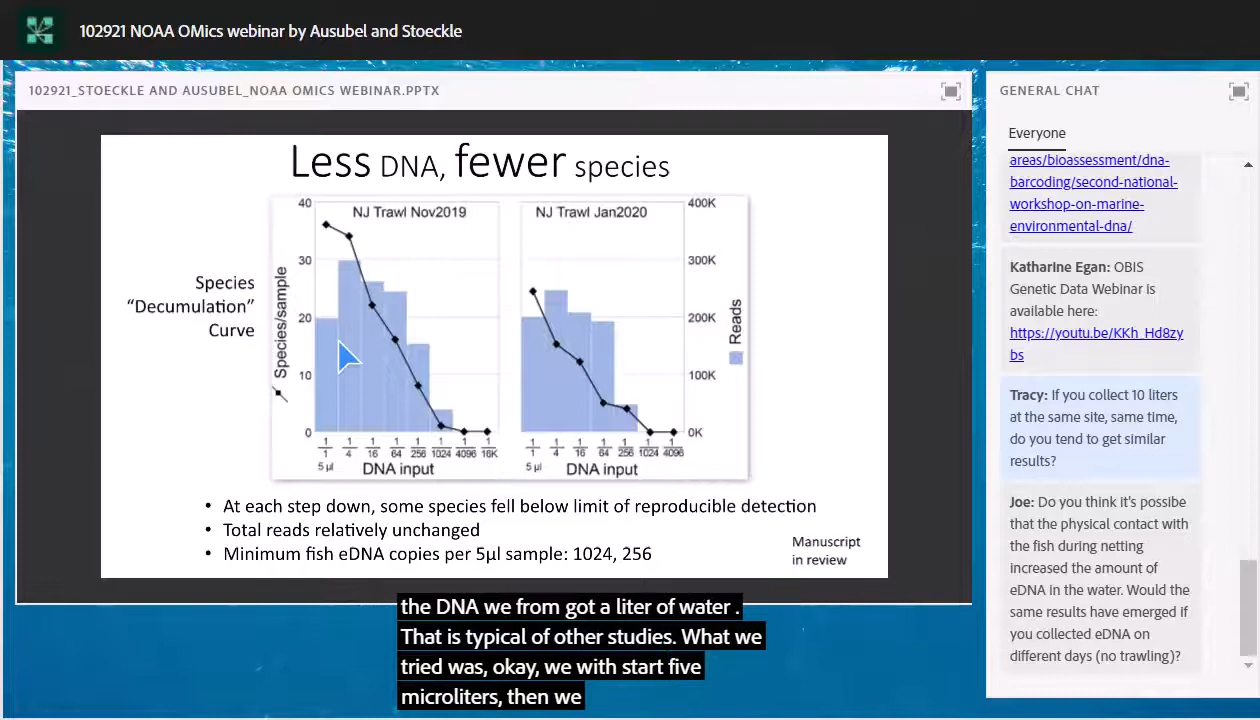 102921 NOAA OMics webinar by Ausubel and Stoeckle
102921_STOECKLE AND AUSUBEL_NOAA OMICS WEBINAR.PPTX
Less DNA, fewer species
Species
"Decumulation"
Curve
Species/sample
40
30
20
10
0
NJ Trawl Nov2019
1/1 1/4 1/16 1/64 1/256 1/1024 1/4096 1/16K
5 µl
DNA input
NJ Trawl Jan2020
1/1 1/4 1/16 1/64 1/256 1/1024 1/4096
5 µl
DNA input
400K
300K
200K
100K
0K
Reads
• At each step down, some species fell below limit of reproducible detection
• Total reads relatively unchanged
• Minimum fish eDNA copies per 5µl sample: 1024, 256
Manuscript
in review
the DNA we from got a liter of water .
That is typical of other studies. What we
tried was, okay, we with start five
microliters, then we
GENERAL CHAT
Everyone
areas/bioassessment/dna-
barcoding/second-national-
workshop-on-marine-
environmental-dna/
Katharine Egan: OBIS
Genetic Data Webinar is
available here:
https://youtu.be/KKh_Hd8zy
bs
Tracy: If you collect 10 liters
at the same site, same time,
do you tend to get similar
results?
Joe: Do you think it's possibe
that the physical contact with
the fish during netting
increased the amount of
eDNA in the water. Would the
same results have emerged if
you collected eDNA on
different days (no trawling)?